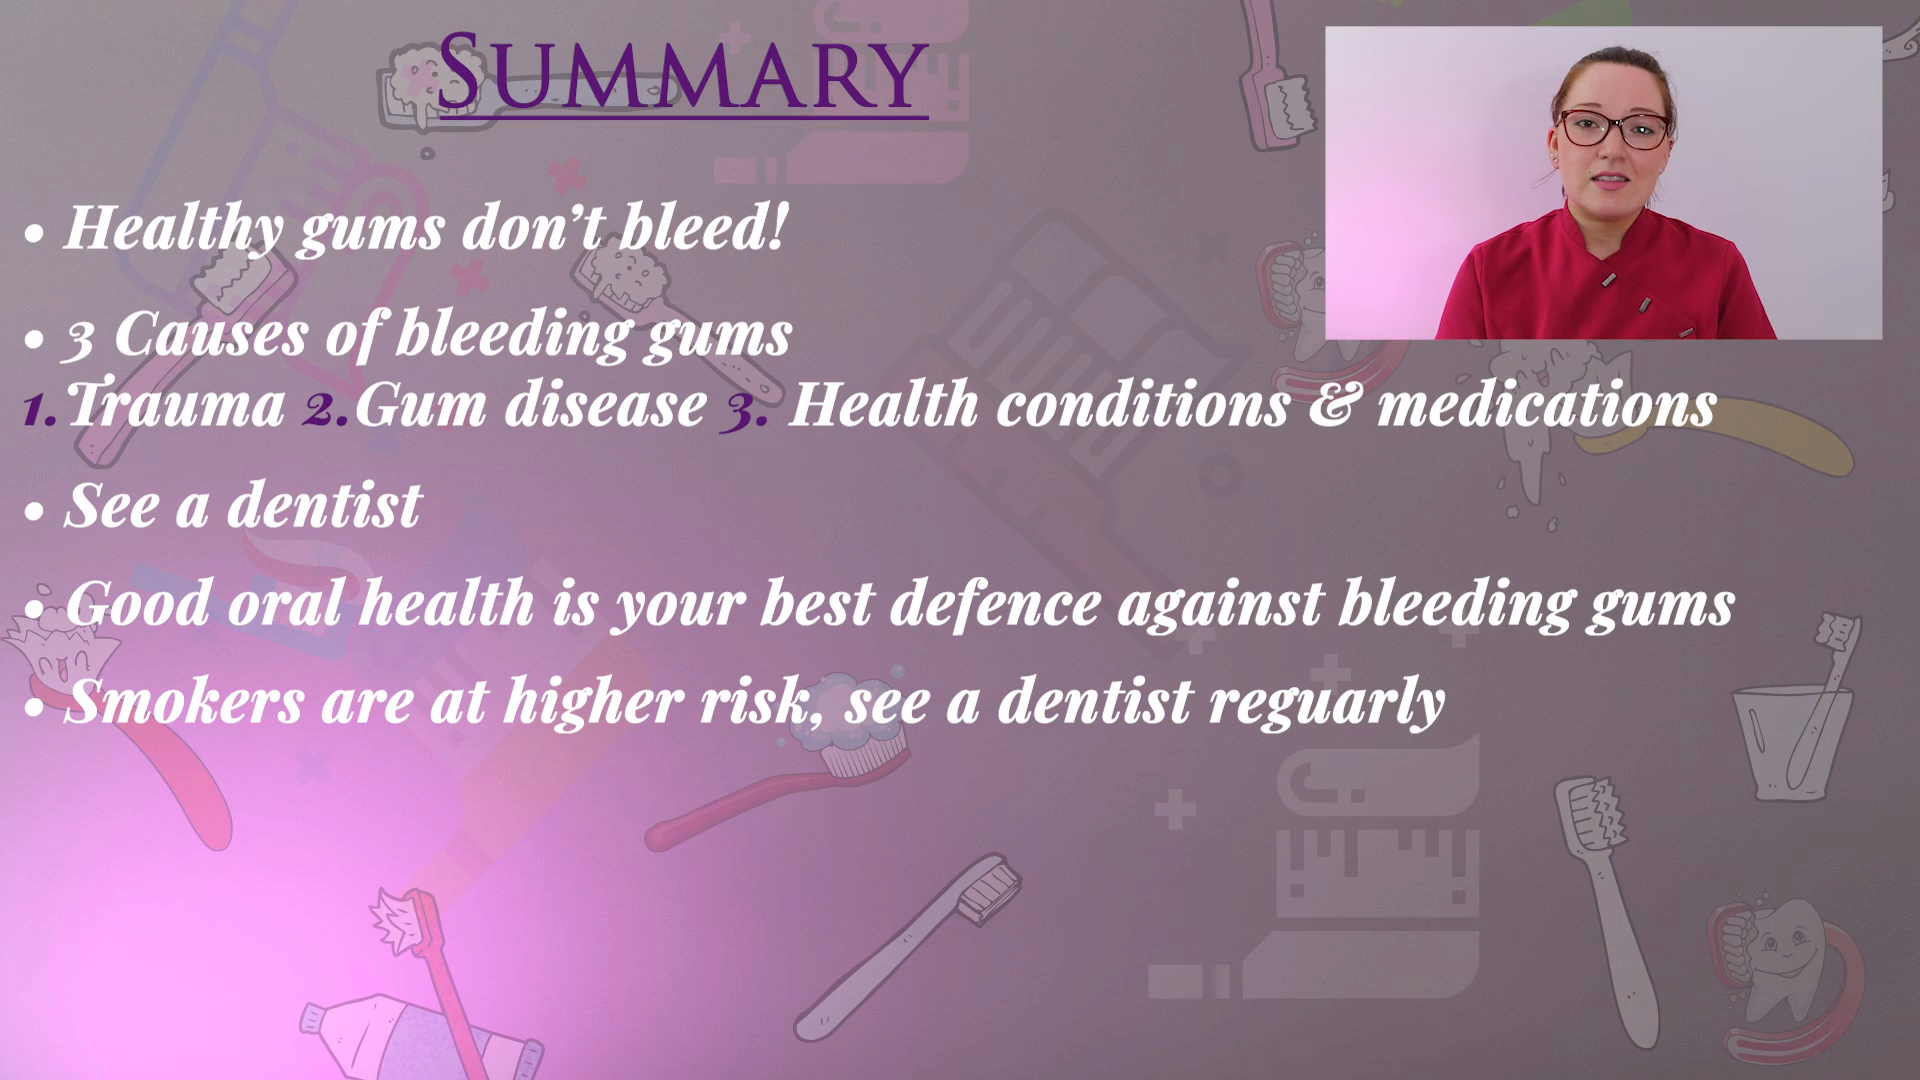 SUMMARY
• Healthy gums don't bleed!
• 3 Causes of bleeding gums
1. Trauma 2. Gum disease 3. Health conditions & medications
• See a dentist
• Good oral health is your best defence against bleeding gums
• Smokers are at higher risk, see a dentist reguarly